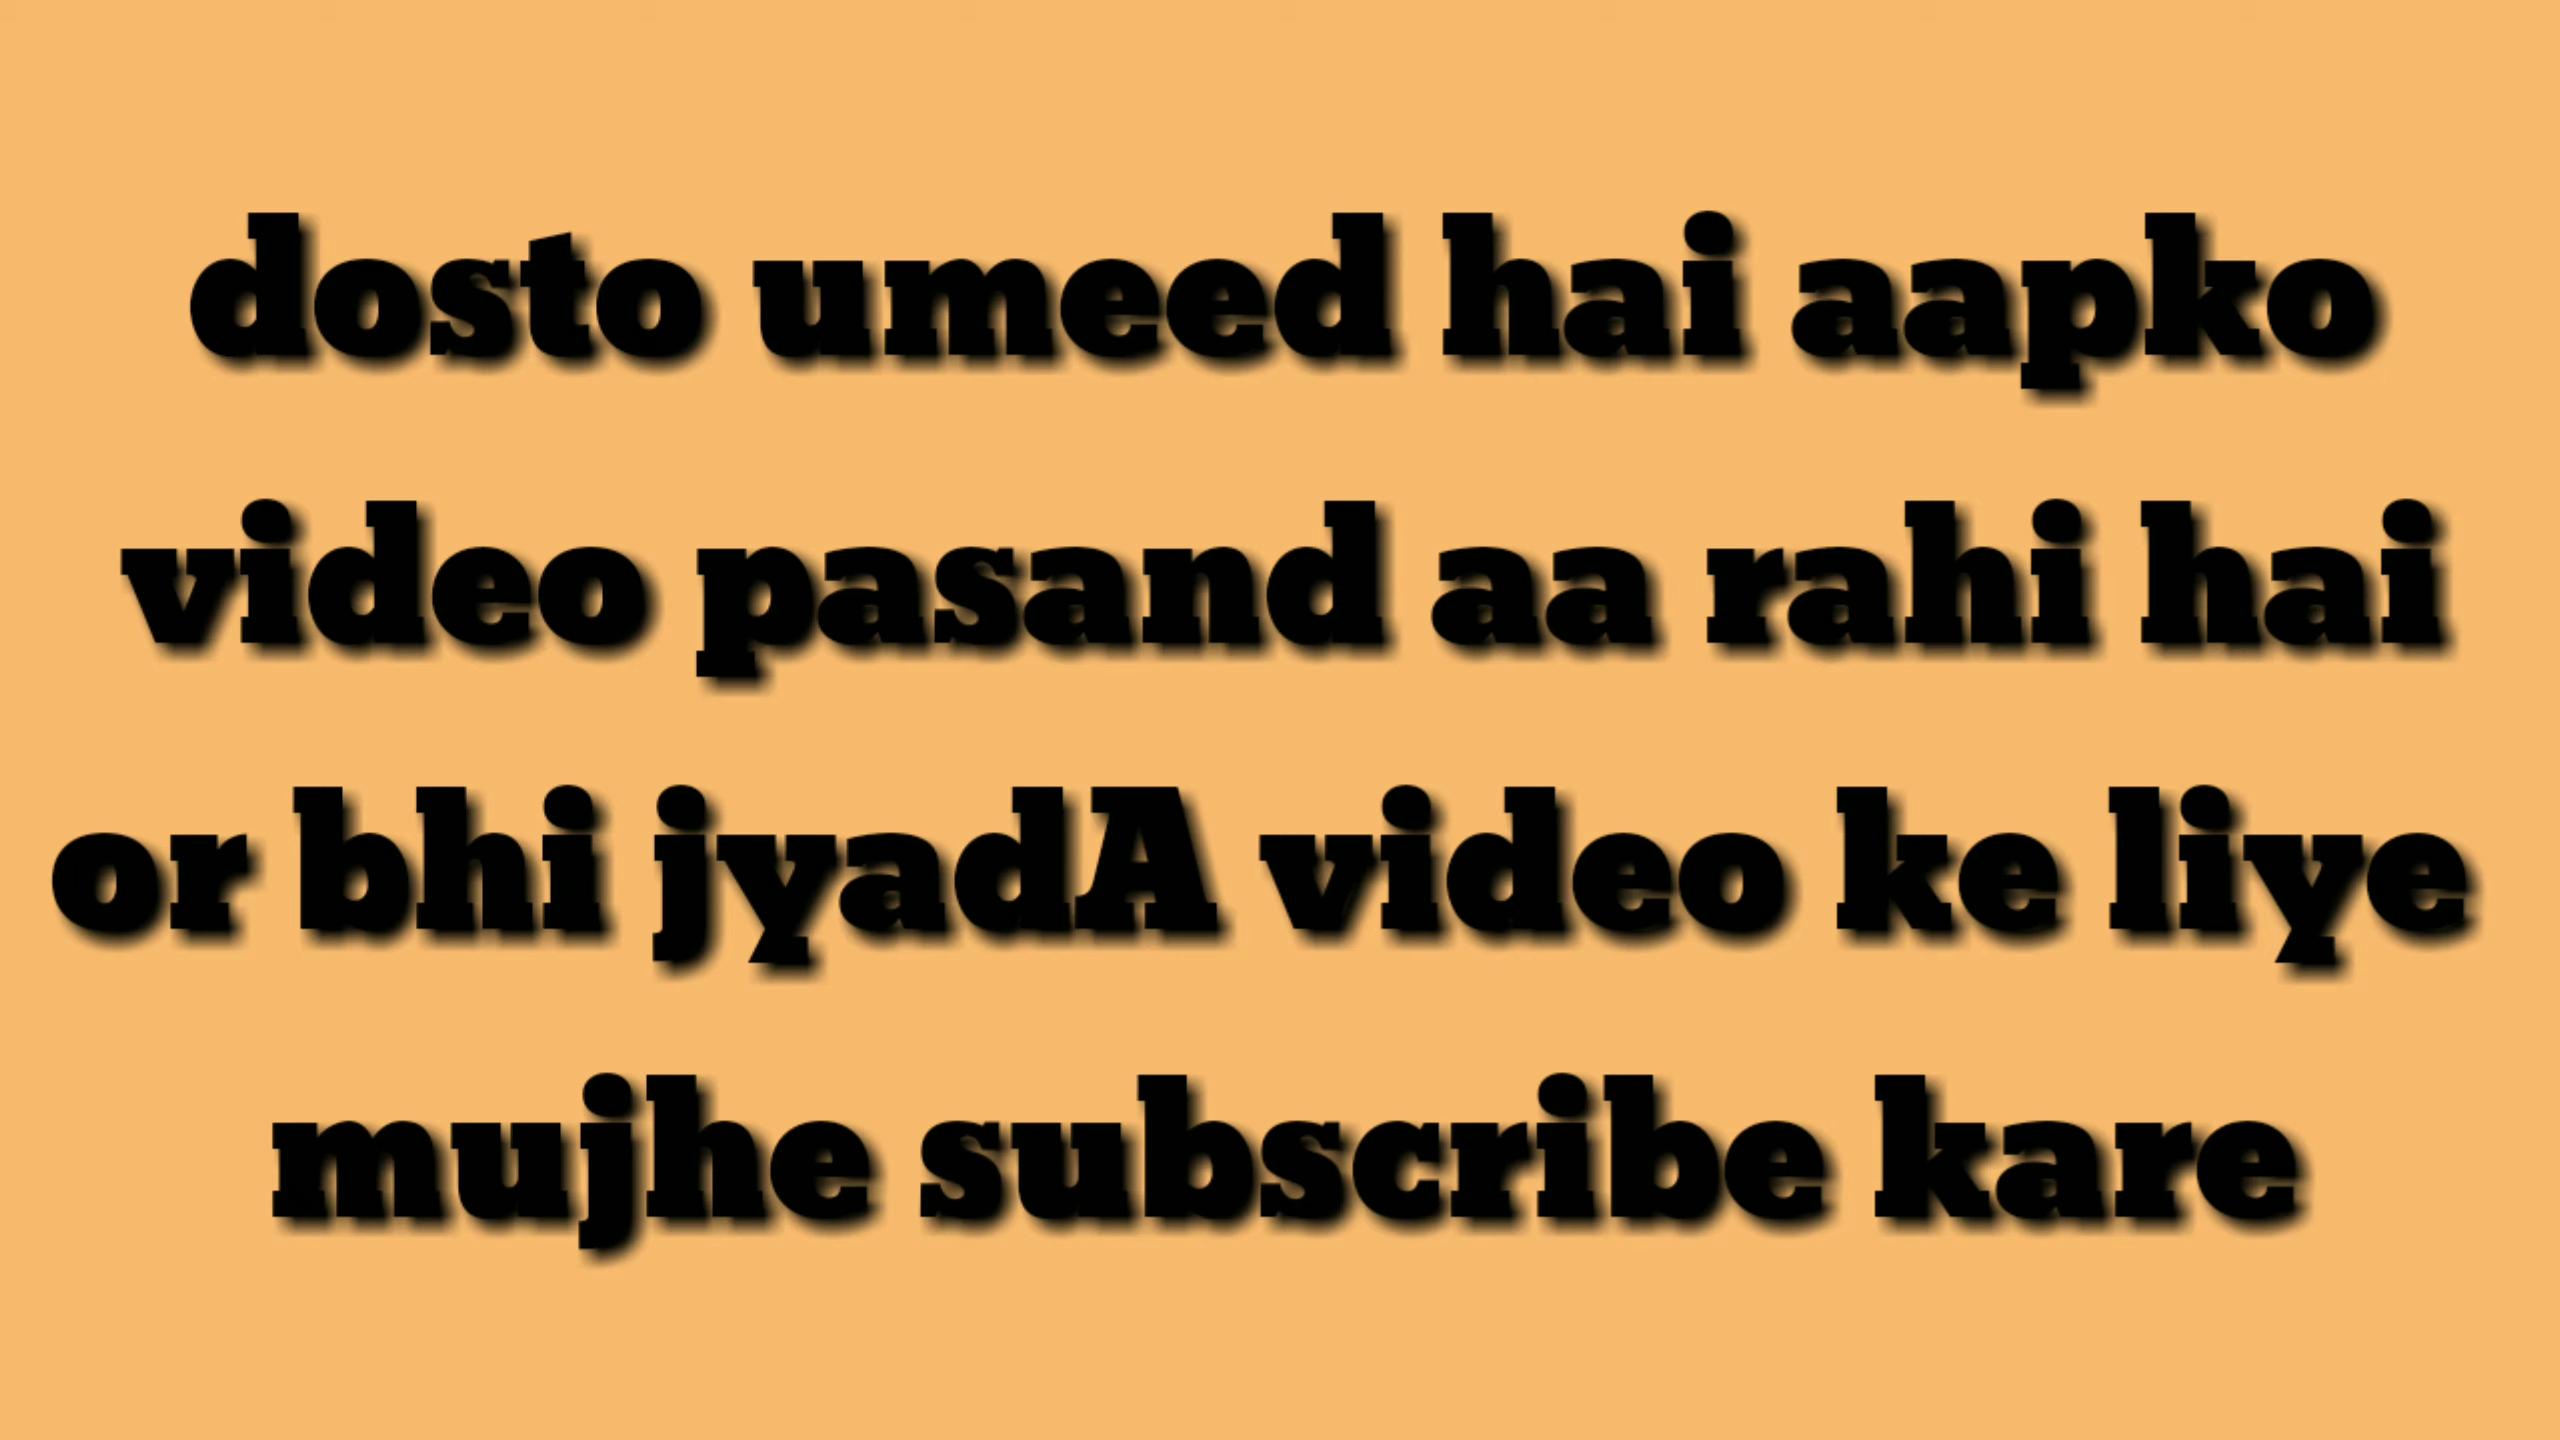 dosto umeed hai aapko
video pasand aa rahi hai
or bhi jyadA video ke liye
mujhe subscribe kare